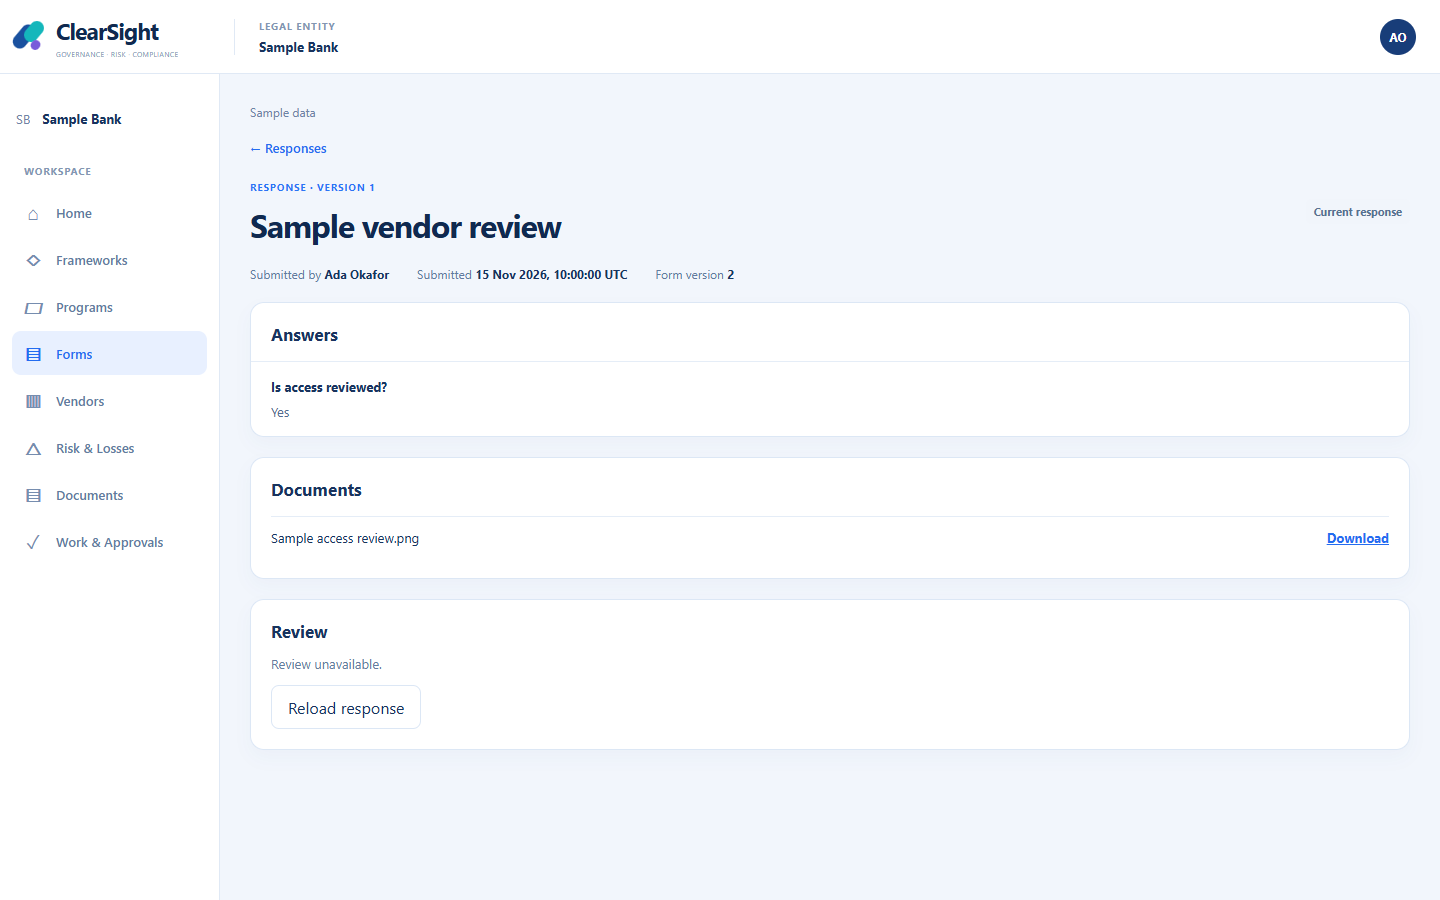 ClearSight
GOVERNANCE · RISK · COMPLIANCE
LEGAL ENTITY
Sample Bank
AO
SB Sample Bank
WORKSPACE
Home
Frameworks
Programs
Forms
Vendors
Risk & Losses
Documents
Work & Approvals
Sample data
← Responses
RESPONSE · VERSION 1
Sample vendor review
Current response
Submitted by Ada Okafor Submitted 15 Nov 2026, 10:00:00 UTC Form version 2
Answers
Is access reviewed?
Yes
Documents
Sample access review.png Download
Review
Review unavailable.
Reload response